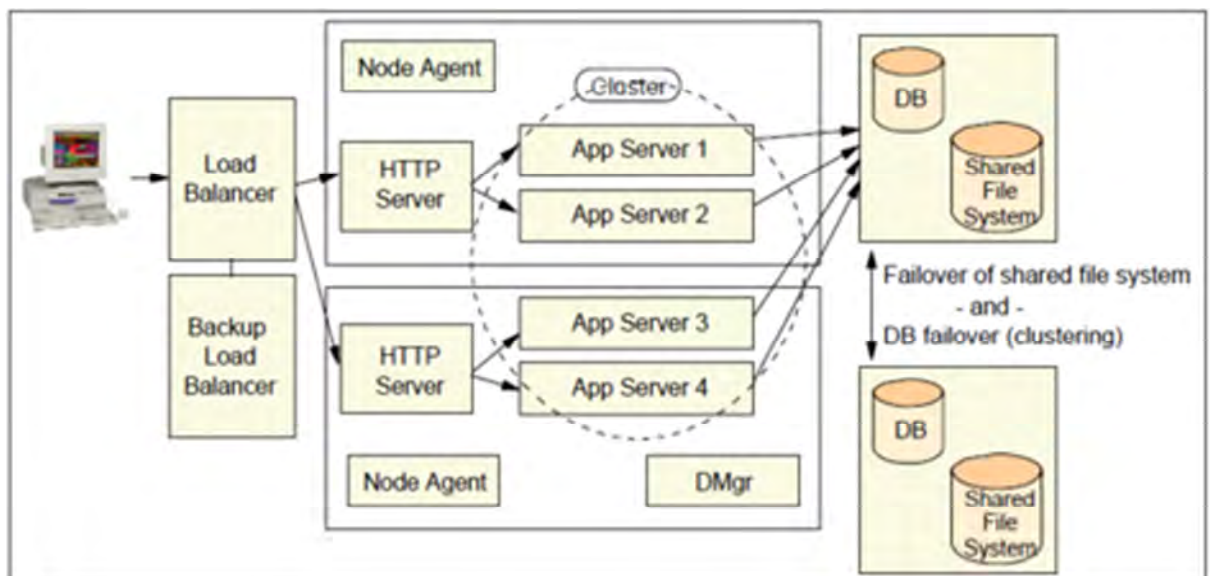 Node Agent
Cluster
Load
Balancer
HTTP
Server
App Server 1
App Server 2
DB
Shared
File
System
Backup
Load
Balancer
HTTP
Server
App Server 3
App Server 4
Node Agent
DMgr
Failover of shared file system
- and -
DB failover (clustering)
DB
Shared
File
System